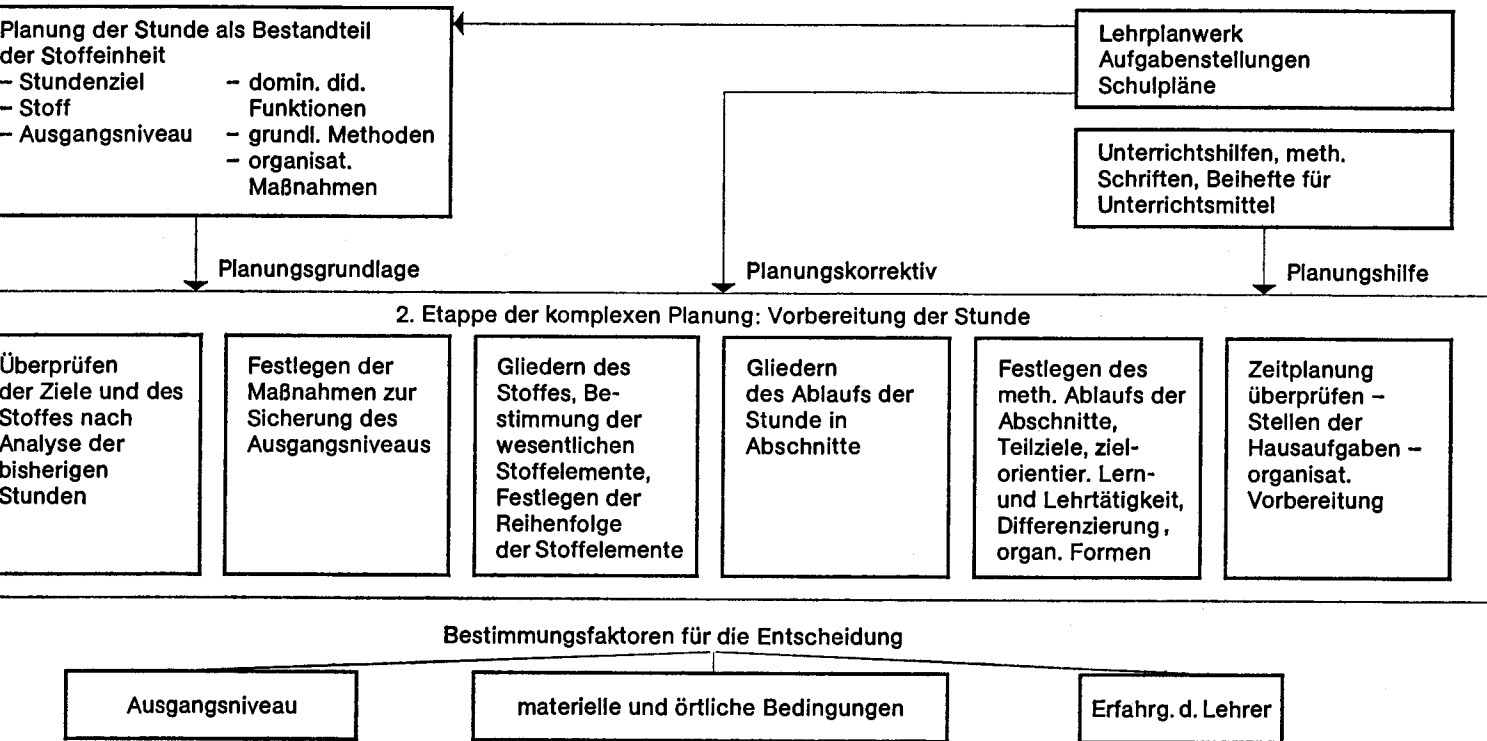 Planung der Stunde als Bestandteil
der Stoffeinheit
– Stundenziel
– Stoff
– Ausgangsniveau
– domin. did.
Funktionen
– grundl. Methoden
– organisat.
Maßnahmen
Lehrplanwerk
Aufgabenstellungen
Schulpläne
Unterrichtshilfen, meth.
Schriften, Beihefte für
Unterrichtsmittel
Planungsgrundlage
Planungskorrektiv
Planungshilfe
2. Etappe der komplexen Planung: Vorbereitung der Stunde
Überprüfen
der Ziele und des
Stoffes nach
Analyse der
bisherigen
Stunden
Festlegen der
Maßnahmen zur
Sicherung des
Ausgangsniveaus
Gliedern des
Stoffes, Be-
stimmung der
wesentlichen
Stoffelemente,
Festlegen der
Reihenfolge
der Stoffelemente
Gliedern
des Ablaufs der
Stunde in
Abschnitte
Festlegen des
meth. Ablaufs der
Abschnitte,
Teilziele, ziel-
orientier. Lern-
und Lehrtätigkeit,
Differenzierung,
organ. Formen
Zeitplanung
überprüfen –
Stellen der
Hausaufgaben –
organisat.
Vorbereitung
Bestimmungsfaktoren für die Entscheidung
Ausgangsniveau
materielle und örtliche Bedingungen
Erfahrg. d. Lehrer